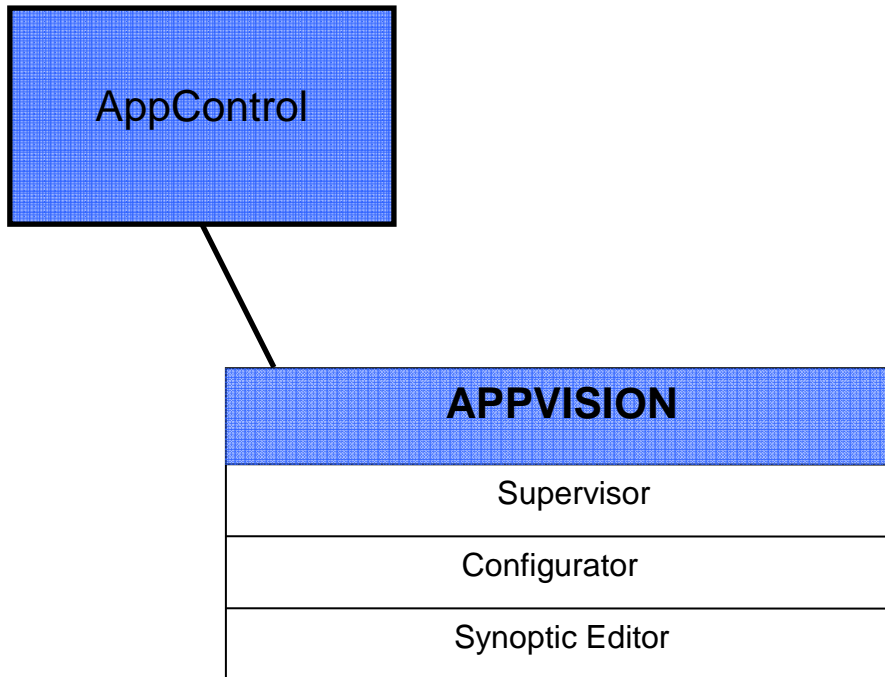 AppControl
APPVISION
Supervisor
Configurator
Synoptic Editor